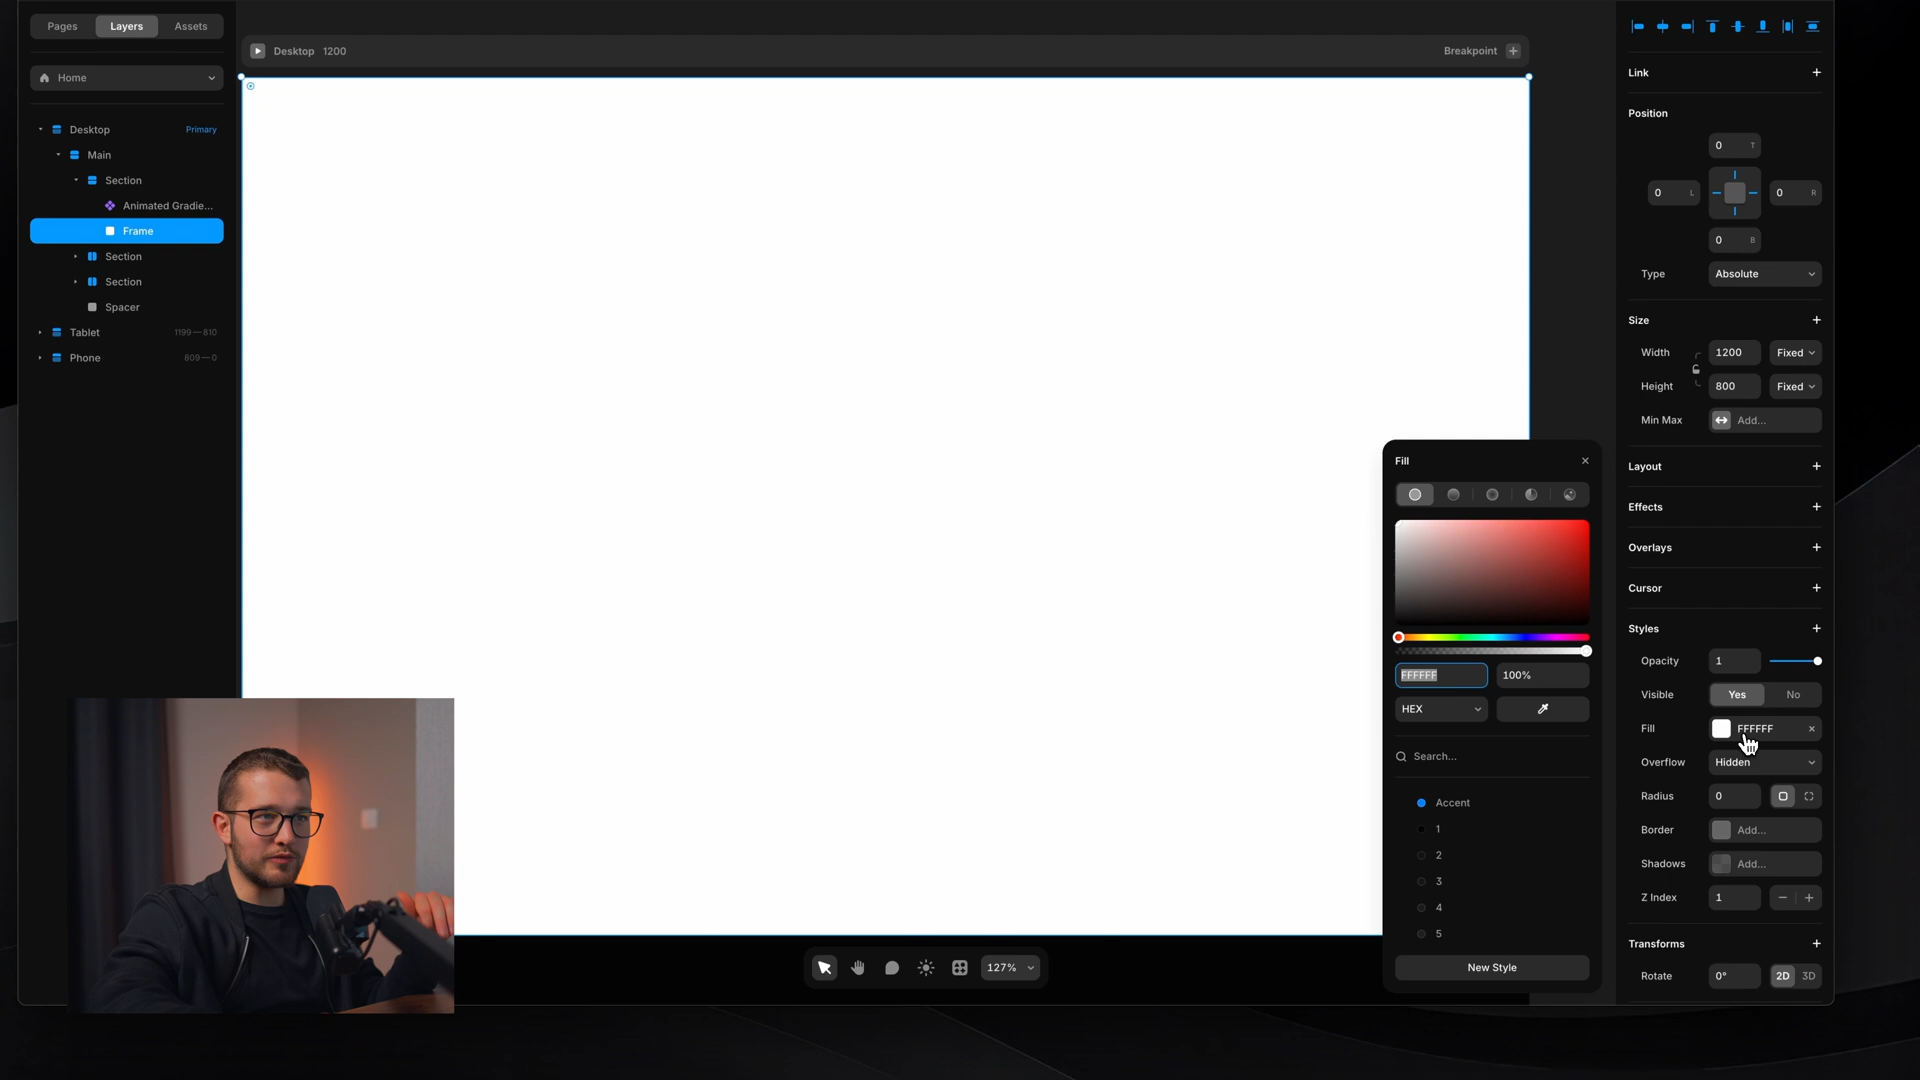 Pages
Layers
Assets
Home
Desktop
Primary
Main
Section
Animated Gradie...
Frame
Section
Section
Spacer
Tablet
1199—810
Phone
809—0
Desktop 1200
Breakpoint
127%
Fill
FFFFFF
100%
HEX
Search...
Accent
1
2
3
4
5
New Style
Link
Position
0 T
0 L
0 R
0 B
Type
Absolute
Size
Width
1200
Fixed
Height
800
Fixed
Min Max
Add...
Layout
Effects
Overlays
Cursor
Styles
Opacity
1
Visible
Yes
No
Fill
FFFFFF
Overflow
Hidden
Radius
0
Border
Add...
Shadows
Add...
Z Index
1
Transforms
Rotate
0°
2D
3D